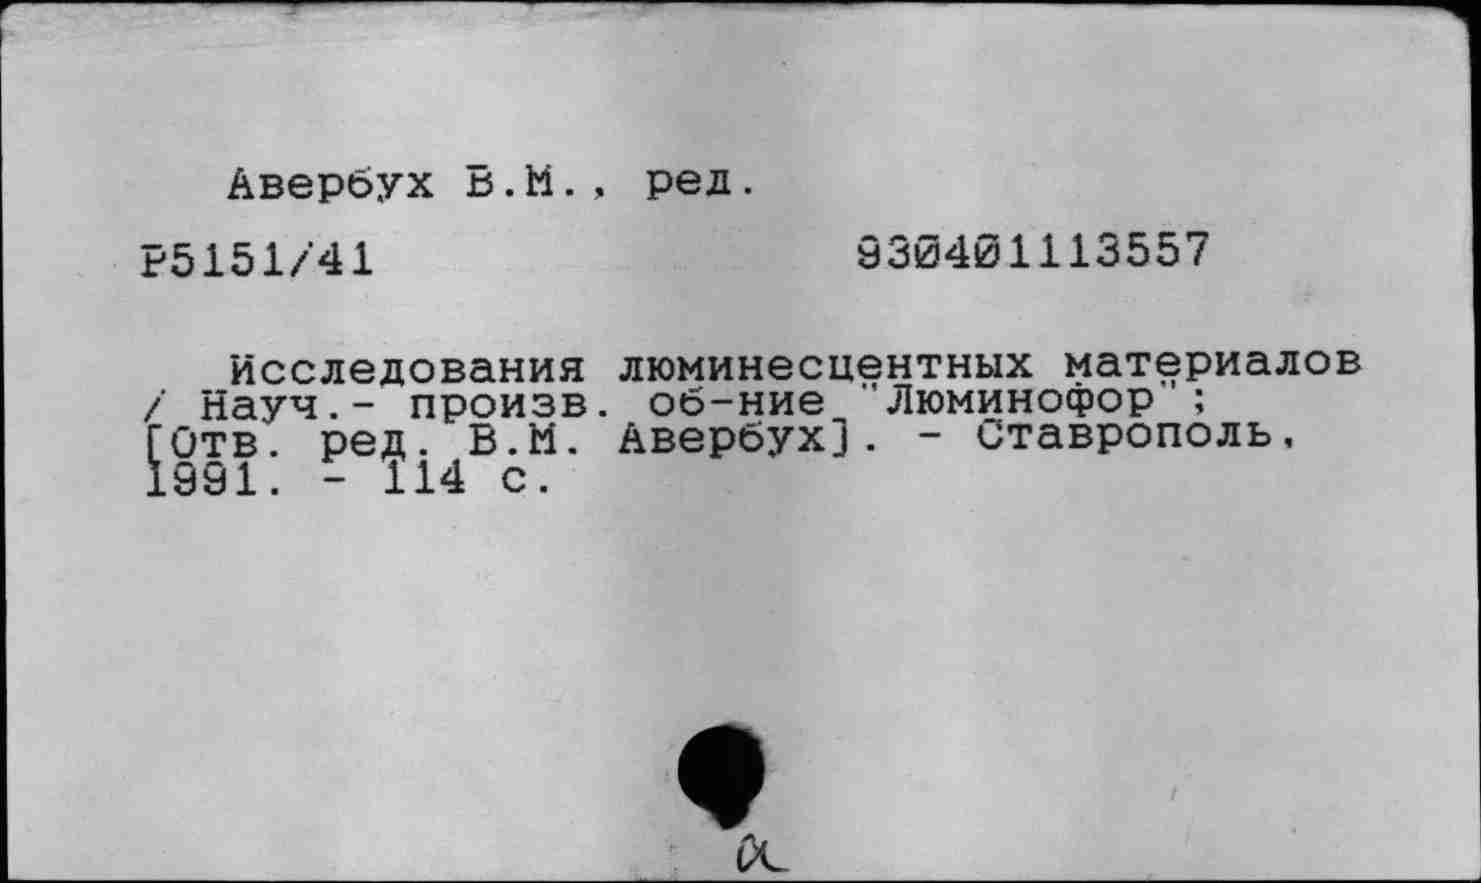 Авербух В.М., ред.
Р5151/41 930401113557
Исследования люминесцентных материалов
/ Науч.- произв. об-ние "Люминофор";
[Отв. ред. В.М. Авербух]. - Ставрополь,
1991. - 114 с.